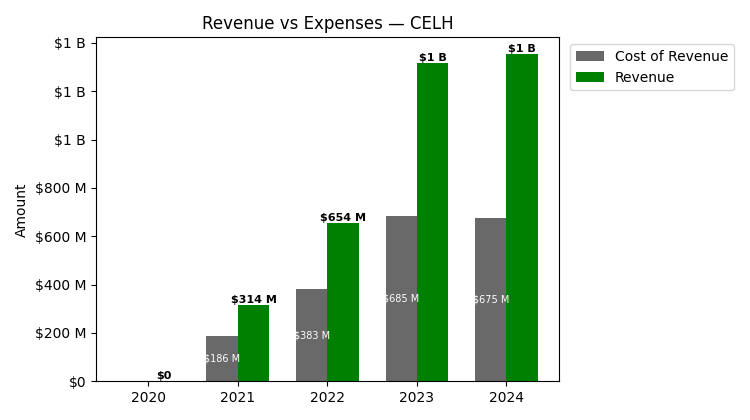 Revenue vs Expenses — CELH
Cost of Revenue
Revenue
Amount
$1 B
$1 B
$1 B
$800 M
$600 M
$400 M
$200 M
$0
$0
$186 M
$314 M
$383 M
$654 M
$685 M
$1 B
$675 M
$1 B
2020
2021
2022
2023
2024